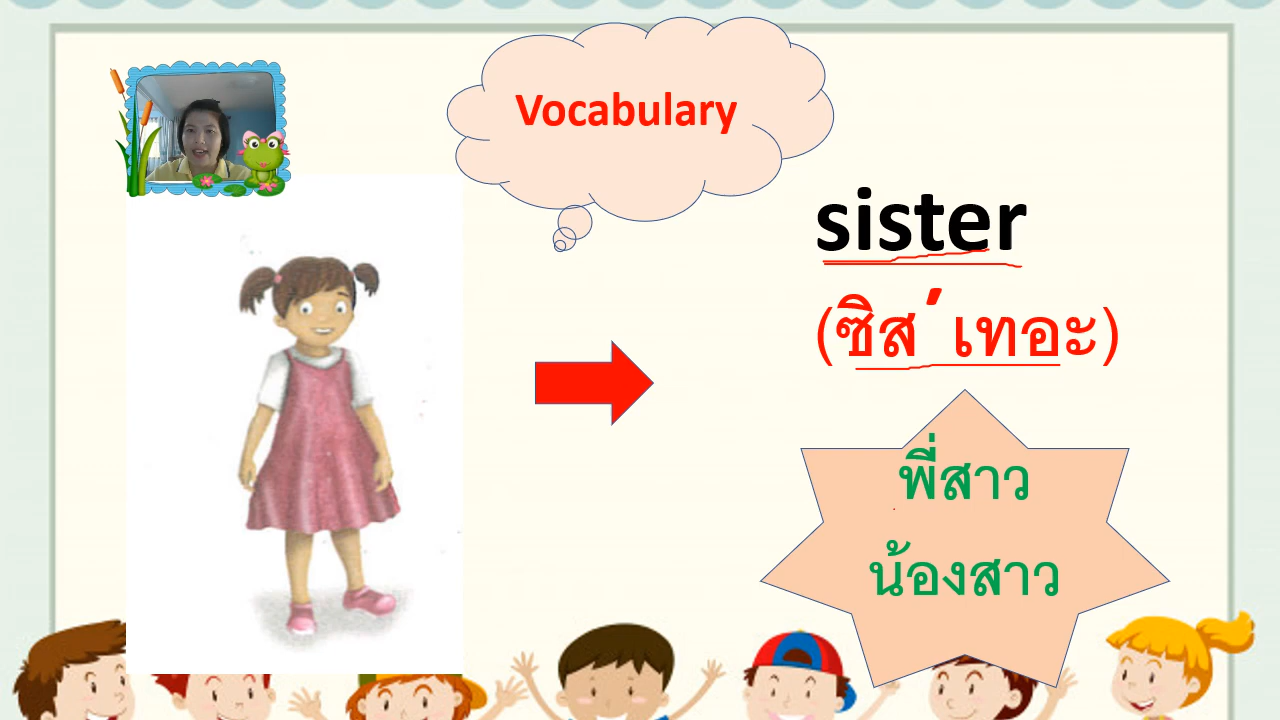 Vocabulary
sister
(ซิส ΄ เทอะ)
พี่สาว
น้องสาว